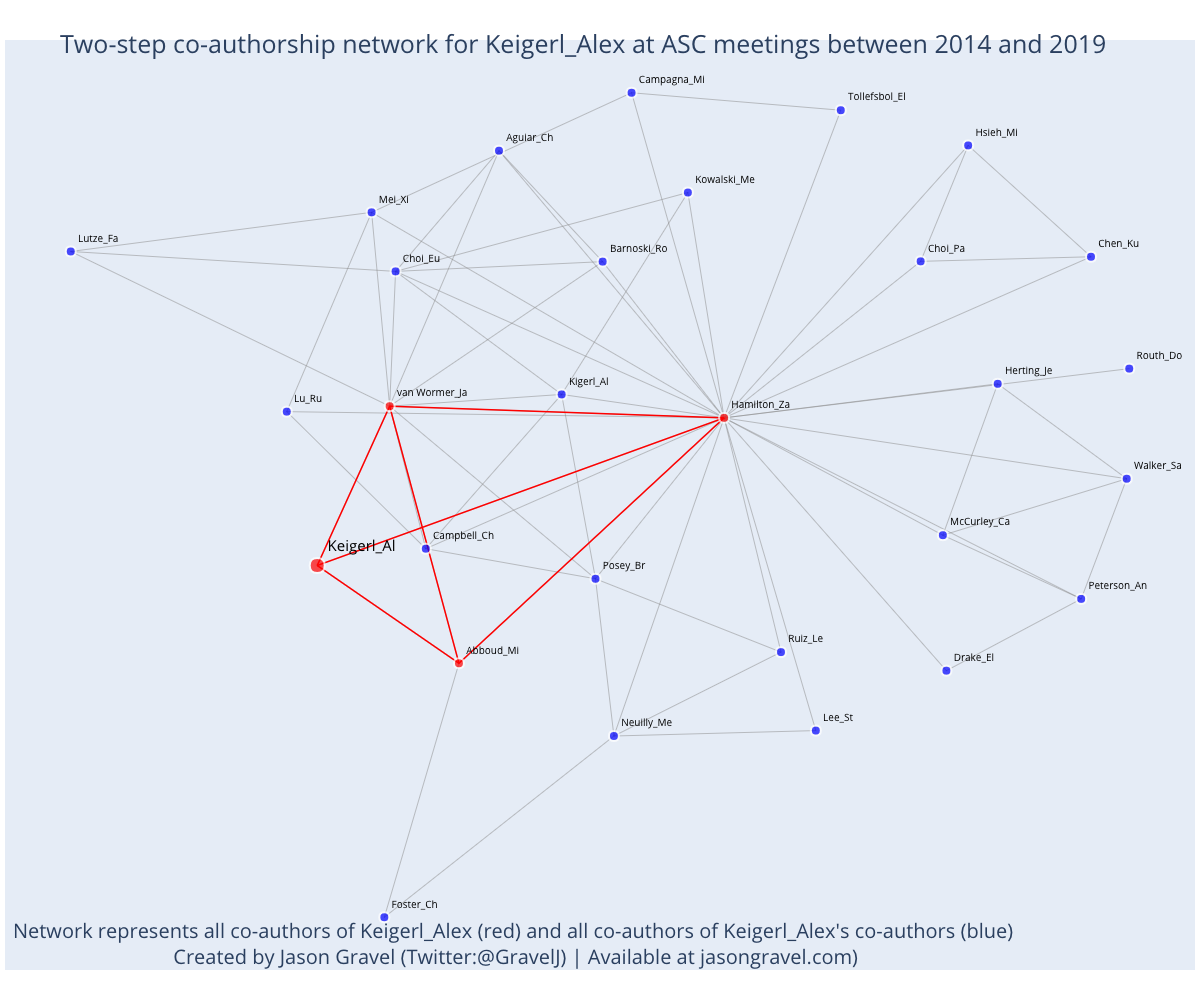 Two-step co-authorship network for Keigerl_Alex at ASC meetings between 2014 and 2019
Campagna_Mi
Tollefsbol_El
Aguiar_Ch
Hsieh_Mi
Kowalski_Me
Mei_Xi
Lutze_Fa
Barnoski_Ro
Choi_Pa
Chen_Ku
Choi_Eu
Routh_Do
Herting_Je
Kigerl_Al
van Wormer_Ja
Lu_Ru
Hamilton_Za
Walker_Sa
McCurley_Ca
Campbell_Ch
Keigerl_Al
Posey_Br
Peterson_An
Ruiz_Le
Abboud_Mi
Drake_El
Lee_St
Neuilly_Me
Foster_Ch
Network represents all co-authors of Keigerl_Alex (red) and all co-authors of Keigerl_Alex's co-authors (blue)
Created by Jason Gravel (Twitter:@GravelJ) | Available at jasongravel.com)